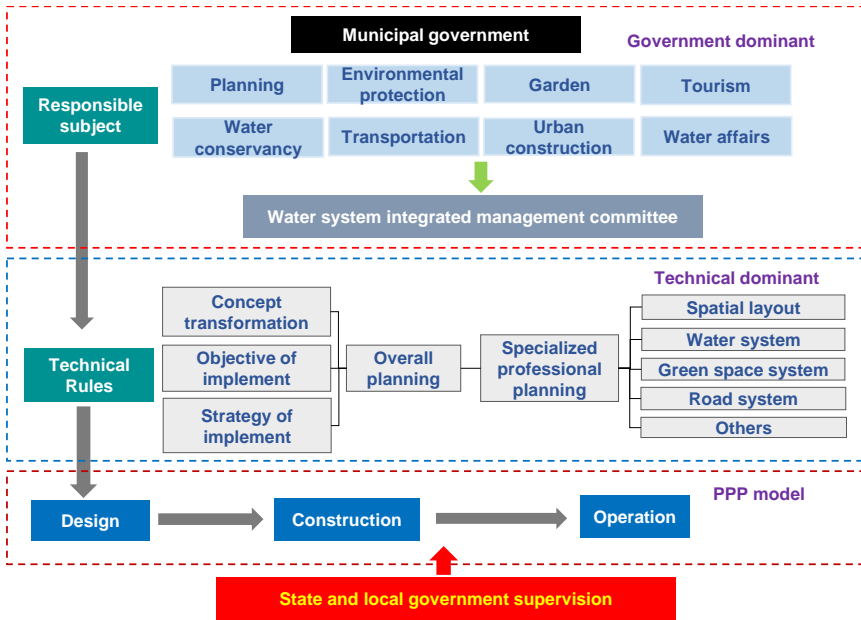 Municipal government
Government dominant
Responsible
subject
Planning
Environmental
protection
Garden
Tourism
Water
conservancy
Transportation
Urban
construction
Water affairs
Water system integrated management committee
Technical dominant
Technical
Rules
Concept
transformation
Objective of
implement
Strategy of
implement
Overall
planning
Specialized
professional
planning
Spatial layout
Water system
Green space system
Road system
Others
PPP model
Design
Construction
Operation
State and local government supervision